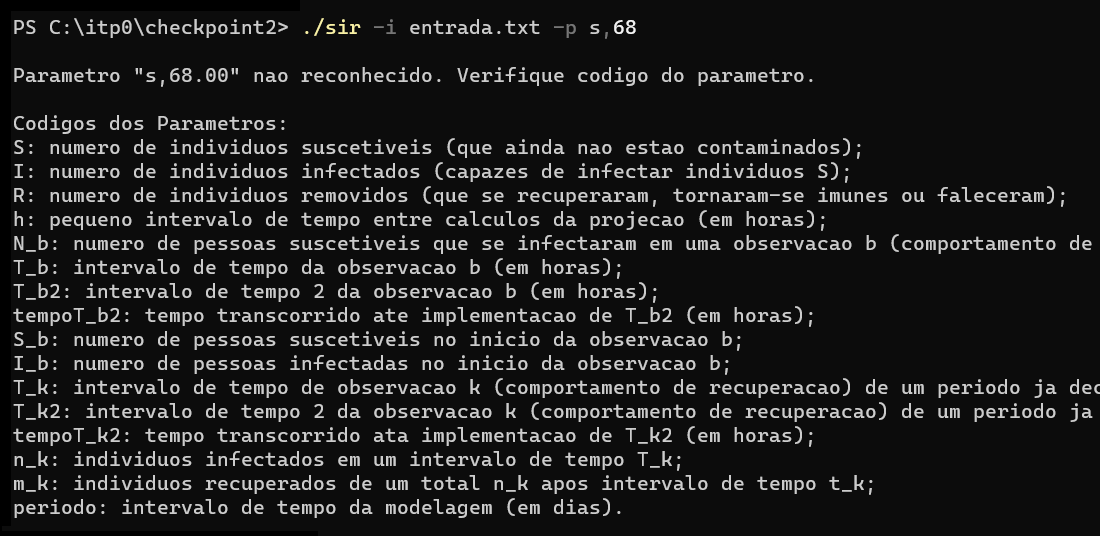 PS C:\itp0\checkpoint2> ./sir -i entrada.txt -p s,68
Parametro "s,68.00" nao reconhecido. Verifique codigo do parametro.
Codigos dos Parametros:
S: numero de individuos suscetiveis (que ainda nao estao contaminados);
I: numero de individuos infectados (capazes de infectar individuos S);
R: numero de individuos removidos (que se recuperaram, tornaram-se imunes ou faleceram);
h: pequeno intervalo de tempo entre calculos da projecao (em horas);
N_b: numero de pessoas suscetiveis que se infectaram em uma observacao b (comportamento de
T_b: intervalo de tempo da observacao b (em horas);
T_b2: intervalo de tempo 2 da observacao b (em horas);
tempoT_b2: tempo transcorrido ate implementacao de T_b2 (em horas);
S_b: numero de pessoas suscetiveis no inicio da observacao b;
I_b: numero de pessoas infectadas no inicio da observacao b;
T_k: intervalo de tempo de observacao k (comportamento de recuperacao) de um periodo ja dec
T_k2: intervalo de tempo 2 da observacao k (comportamento de recuperacao) de um periodo ja
tempoT_k2: tempo transcorrido ata implementacao de T_k2 (em horas);
n_k: individuos infectados em um intervalo de tempo T_k;
m_k: individuos recuperados de um total n_k apos intervalo de tempo t_k;
periodo: intervalo de tempo da modelagem (em dias).